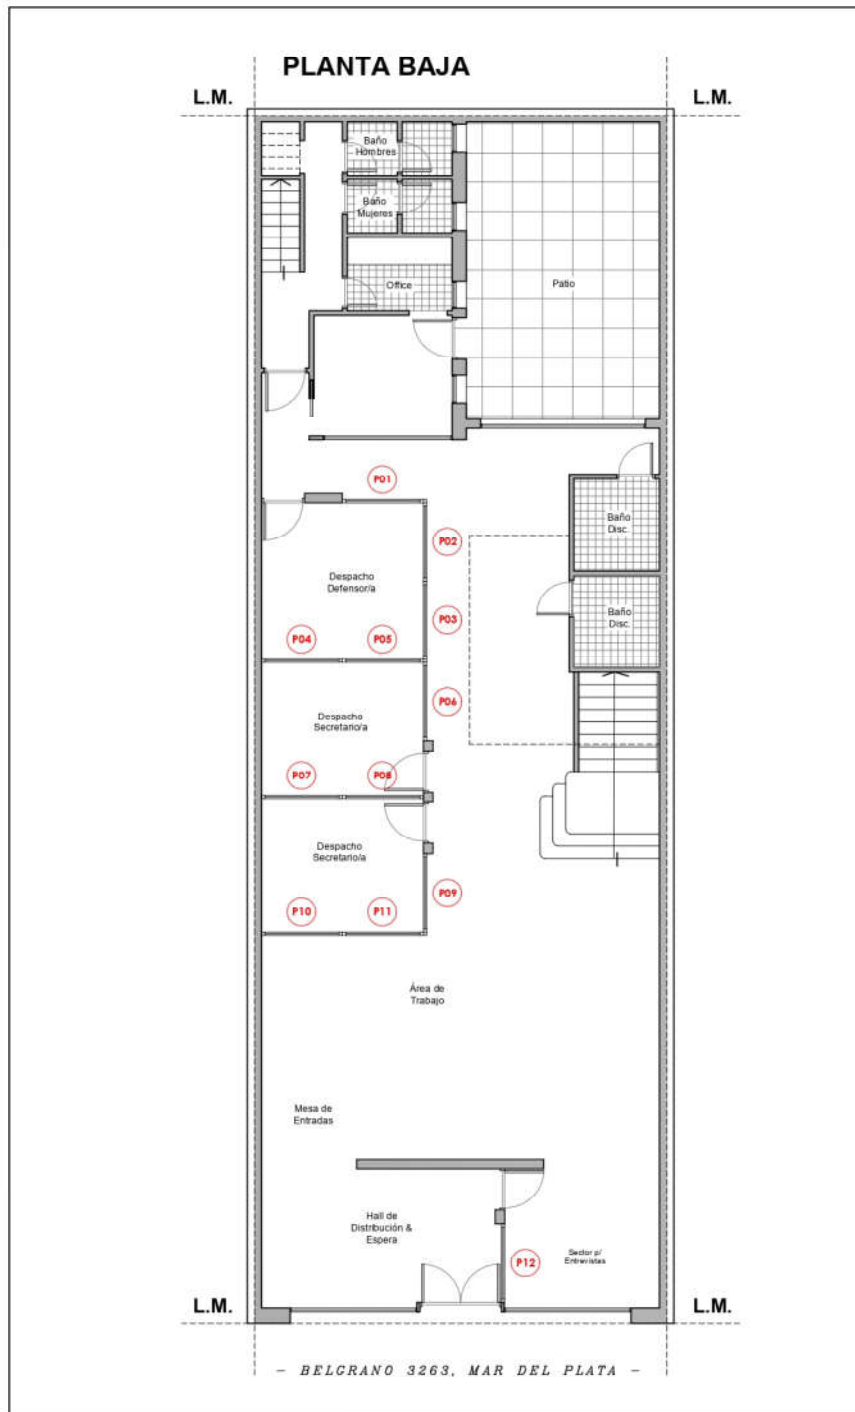 PLANTA BAJA
L.M.
L.M.
Baño
Hombres
Baño
Mujeres
Office
Patio
P01
P02
Baño
Disc.
Despacho
Defensor/a
P03
Baño
Disc.
P04
P05
P06
Despacho
Secretario/a
P07
P08
Despacho
Secretario/a
P09
P10
P11
Área de
Trabajo
Mesa de
Entradas
Hall de
Distribución &
Espera
P12
Sector p/
Entrevistas
L.M.
L.M.
– BELGRANO 3263, MAR DEL PLATA –